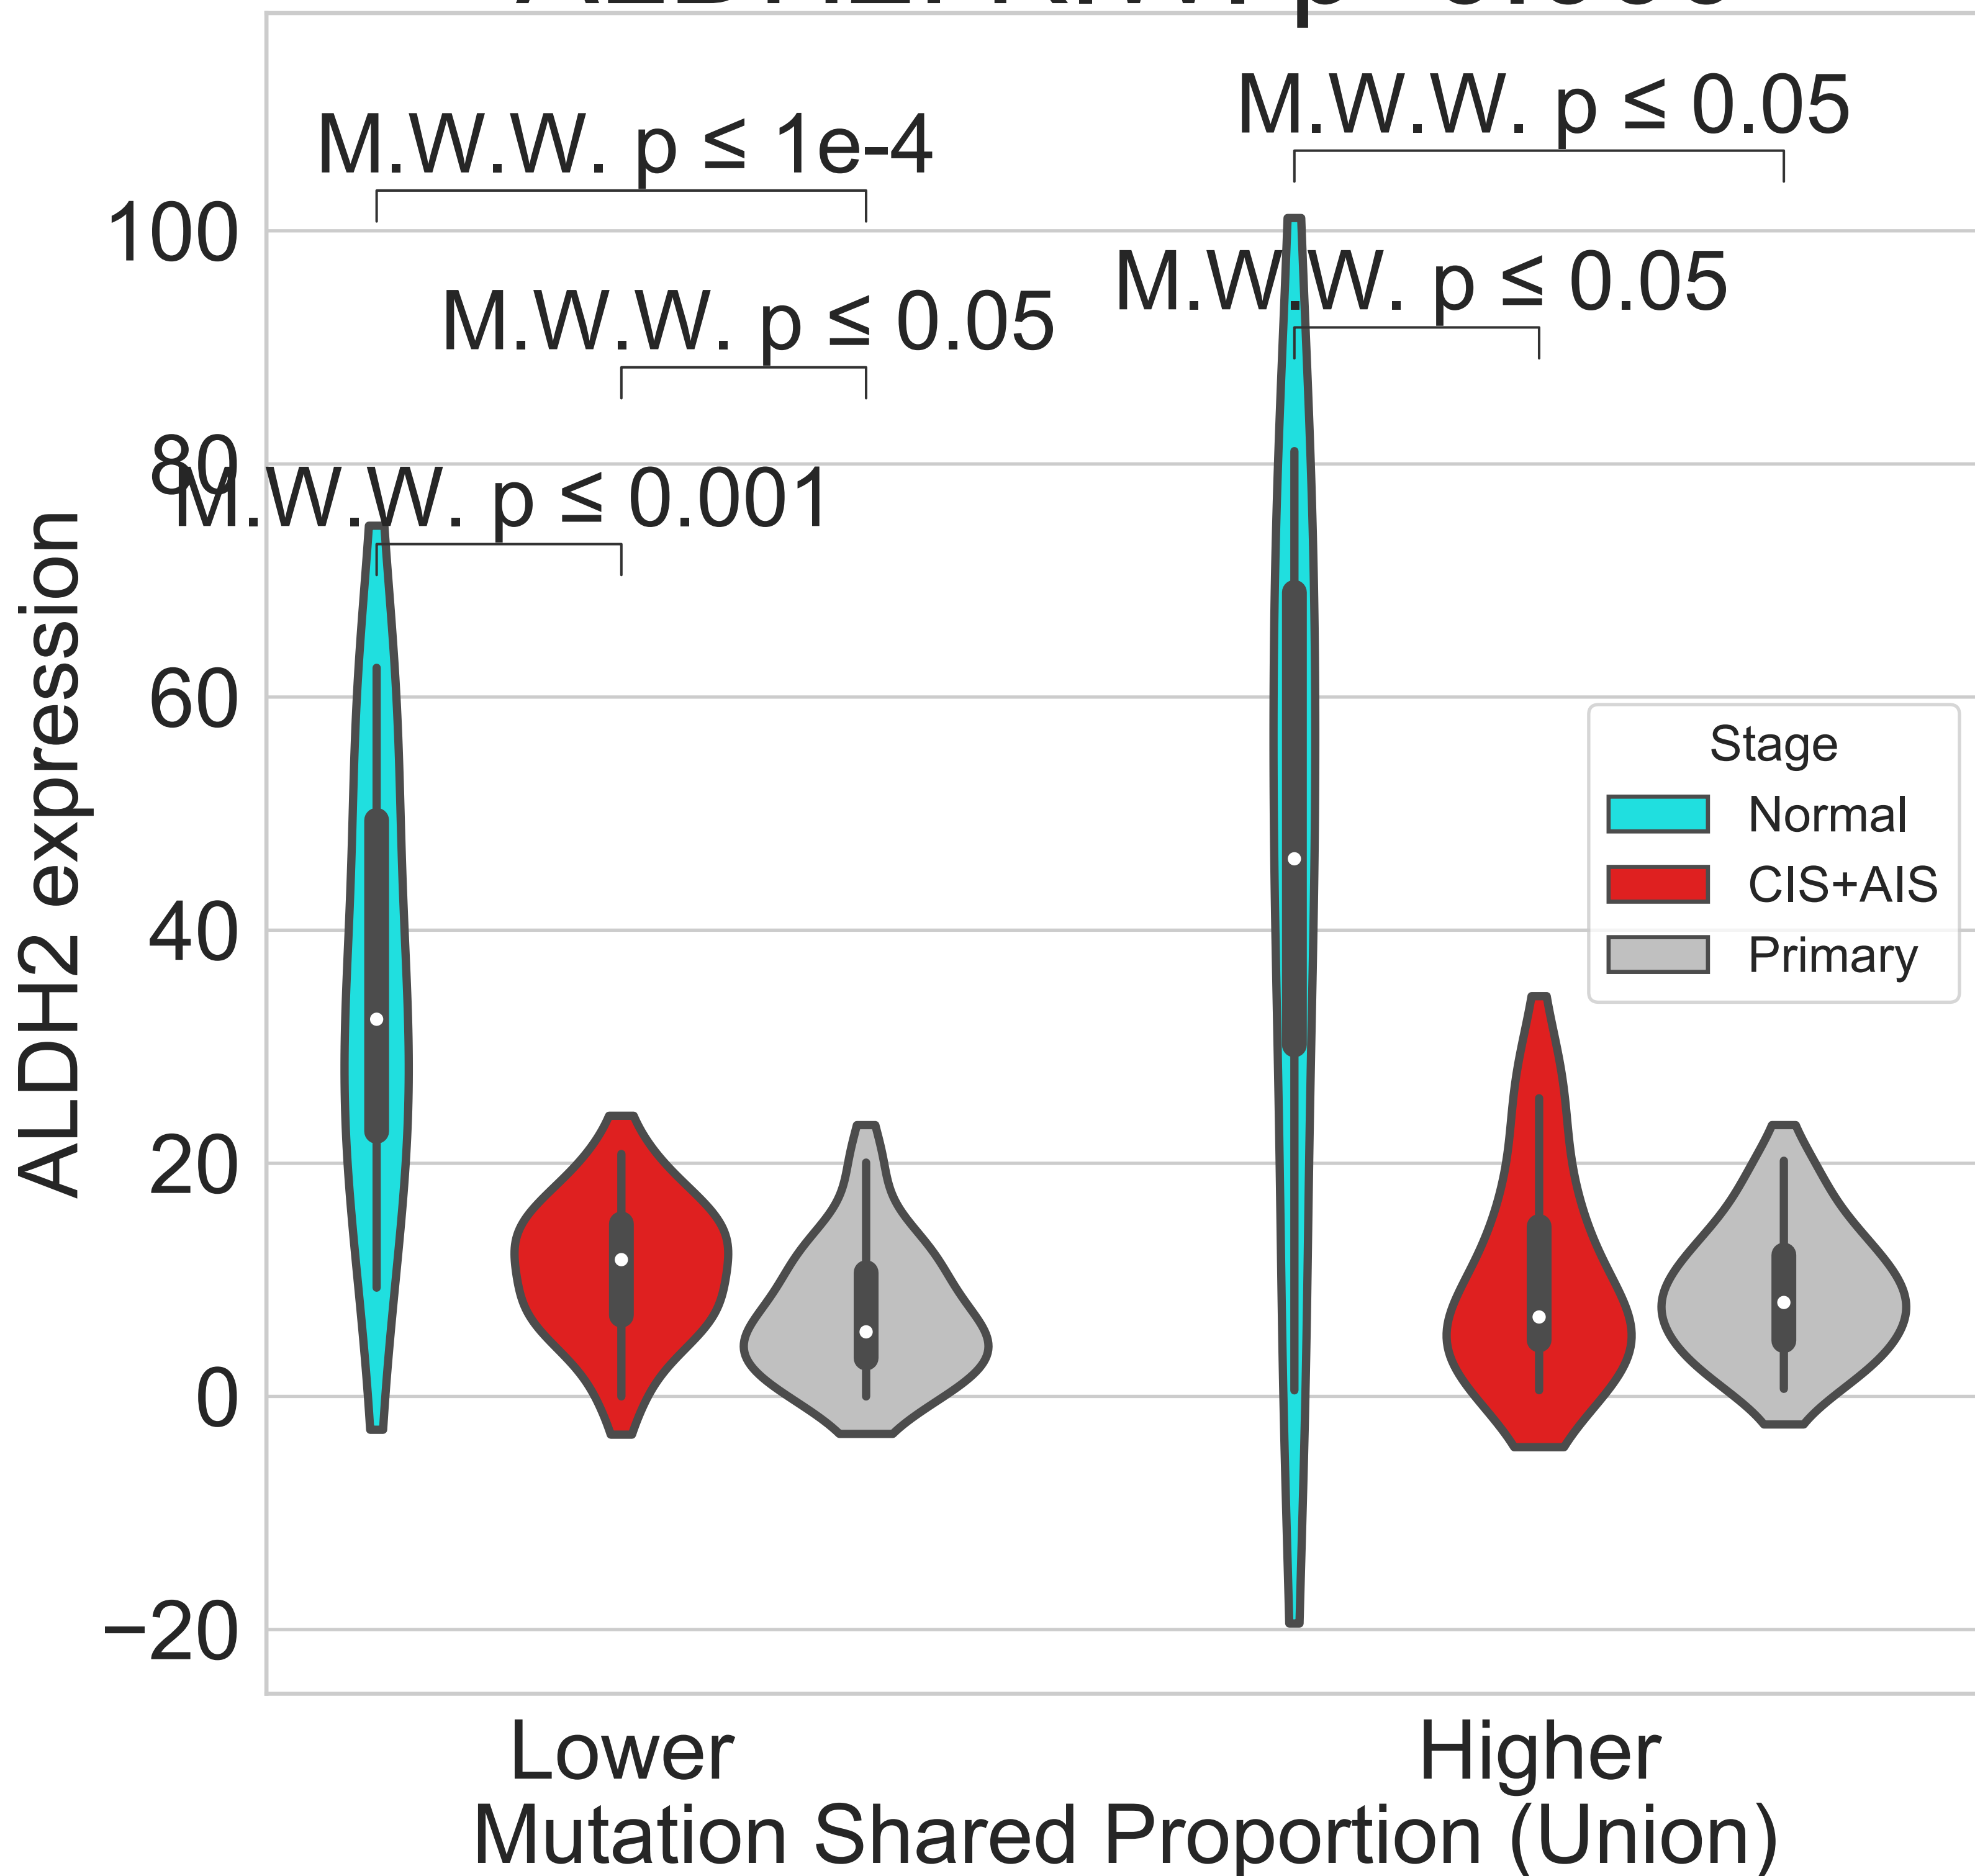 M.W.W. p ≤ 0.05
M.W.W. p ≤ 1e-4
100
M.W.W. p ≤ 0.05
M.W.W. p ≤ 0.05
80
M.W.W. p ≤ 0.001
60
40
20
0
−20
ALDH2 expression
Stage
Normal
CIS+AIS
Primary
Lower
Higher
Mutation Shared Proportion (Union)